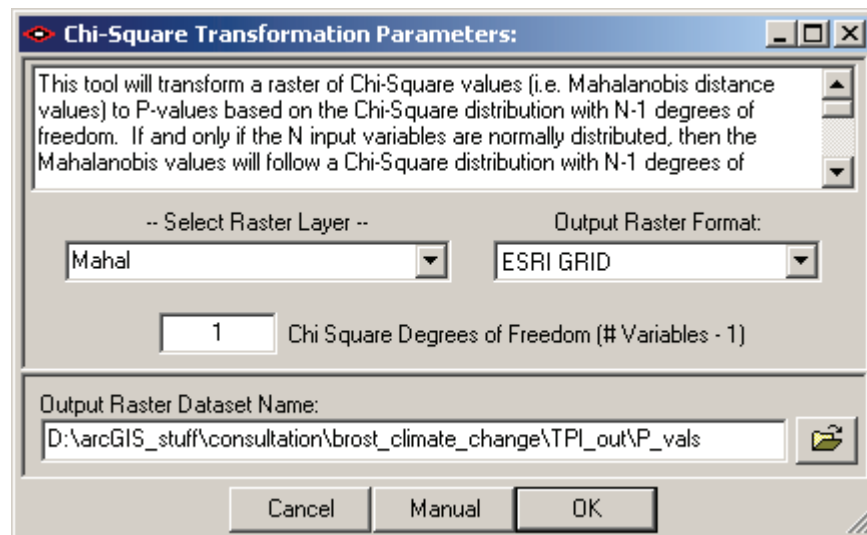 Chi-Square Transformation Parameters:
This tool will transform a raster of Chi-Square values (i.e. Mahalanobis distance
values) to P-values based on the Chi-Square distribution with N-1 degrees of
freedom. If and only if the N input variables are normally distributed, then the
Mahalanobis values will follow a Chi-Square distribution with N-1 degrees of
-- Select Raster Layer --
Output Raster Format:
Mahal
ESRI GRID
1 Chi Square Degrees of Freedom (# Variables - 1)
Output Raster Dataset Name:
D:\arcGIS_stuff\consultation\brost_climate_change\TPI_out\P_vals
Cancel
Manual
OK